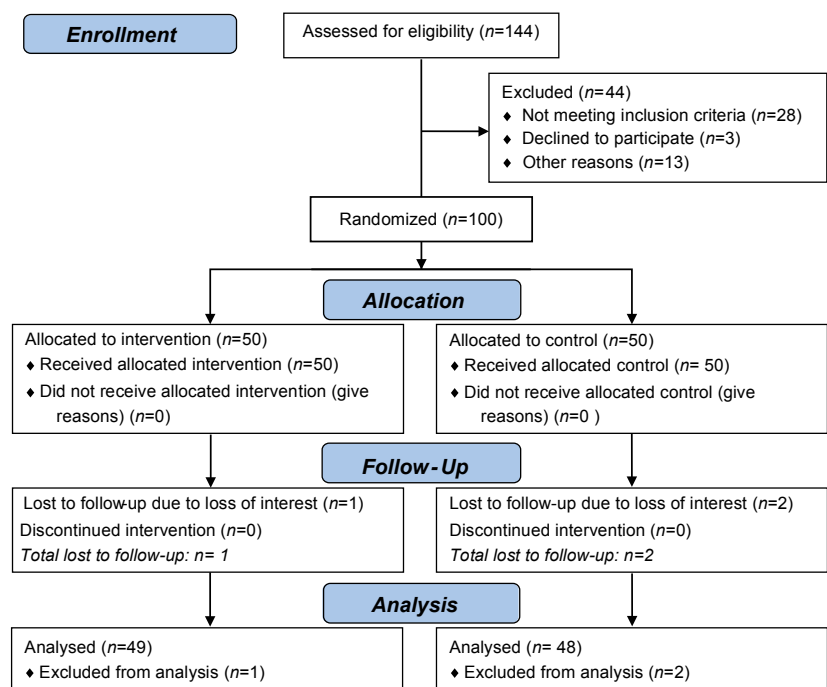 Enrollment
Assessed for eligibility (n=144)
Excluded (n=44)
♦ Not meeting inclusion criteria (n=28)
♦ Declined to participate (n=3)
♦ Other reasons (n=13)
Randomized (n=100)
Allocation
Allocated to intervention (n=50)
♦ Received allocated intervention (n=50)
♦ Did not receive allocated intervention (give
reasons) (n=0)
Allocated to control (n=50)
♦ Received allocated control (n= 50)
♦ Did not receive allocated control (give
reasons) (n=0 )
Follow-Up
Lost to follow-up due to loss of interest (n=1)
Discontinued intervention (n=0)
Total lost to follow-up: n= 1
Lost to follow-up due to loss of interest (n=2)
Discontinued intervention (n=0)
Total lost to follow-up: n=2
Analysis
Analysed (n=49)
♦ Excluded from analysis (n=1)
Analysed (n= 48)
♦ Excluded from analysis (n=2)